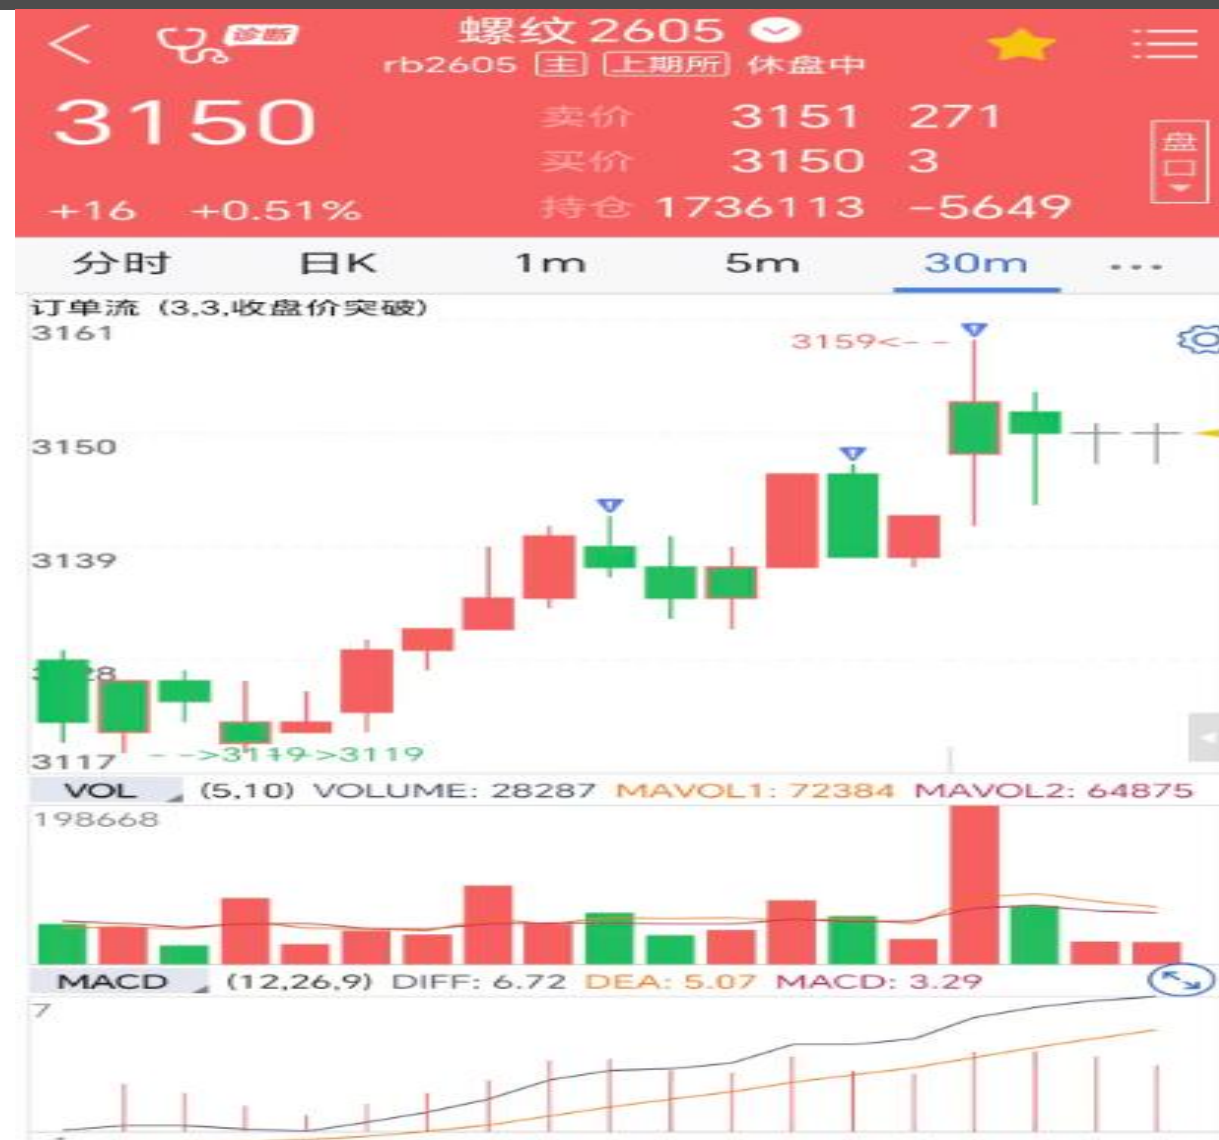 诊断 螺纹 2605
rb2605 主 上期所 休盘中
3150 卖价 3151 271
买价 3150 3
盘口
+16 +0.51% 持仓 1736113 -5649
分时 日K 1m 5m 30m ...
订单流 (3,3,收盘价突破)
3161
3159<--
3150
3139
3117 -->3119->3119
VOL (5,10) VOLUME: 28287 MAVOL1: 72384 MAVOL2: 64875
198668
MACD (12,26,9) DIFF: 6.72 DEA: 5.07 MACD: 3.29
7